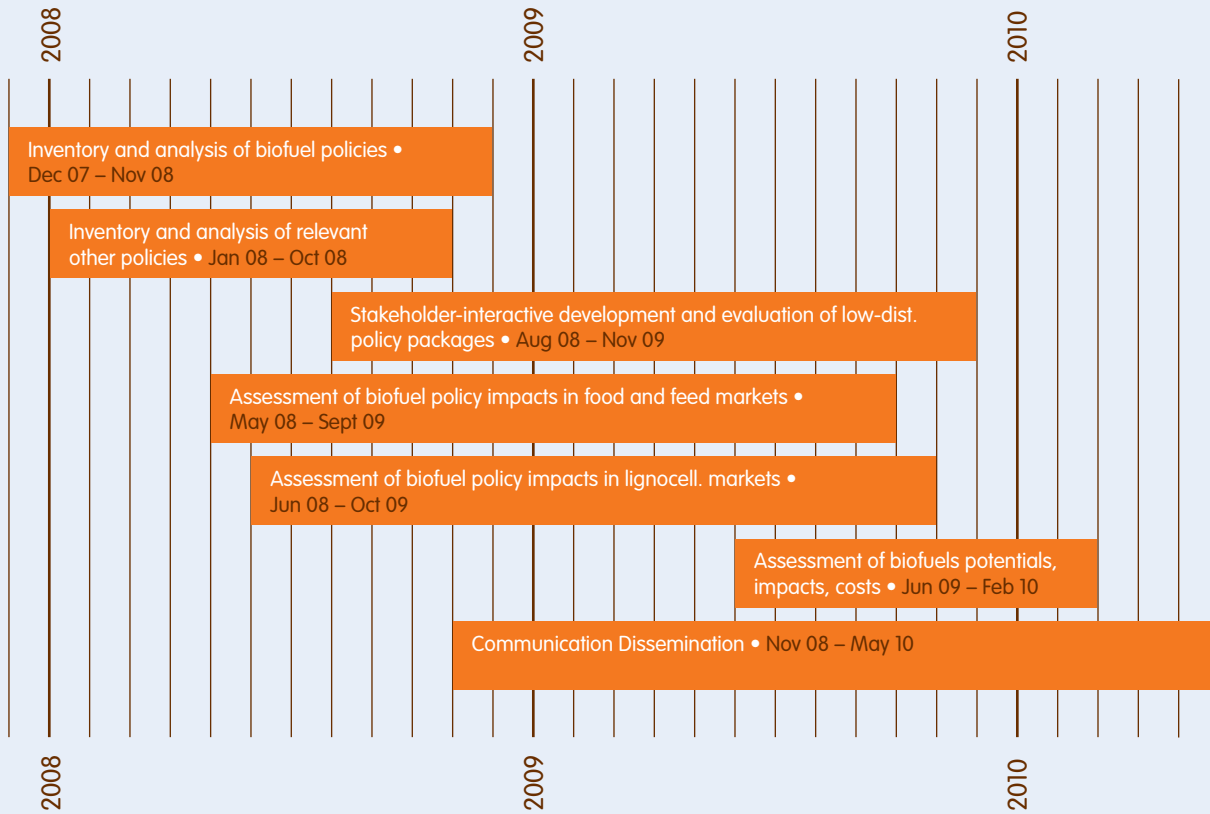 2008
2009
2010
Inventory and analysis of biofuel policies •
Dec 07 – Nov 08
Inventory and analysis of relevant
other policies • Jan 08 – Oct 08
Stakeholder-interactive development and evaluation of low-dist.
policy packages • Aug 08 – Nov 09
Assessment of biofuel policy impacts in food and feed markets •
May 08 – Sept 09
Assessment of biofuel policy impacts in lignocell. markets •
Jun 08 – Oct 09
Assessment of biofuels potentials,
impacts, costs • Jun 09 – Feb 10
Communication Dissemination • Nov 08 – May 10
2008
2009
2010